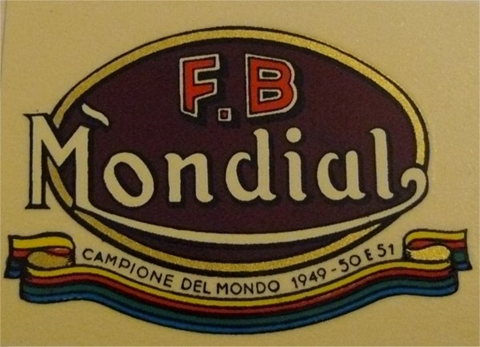 F.B
Mondial
CAMPIONE DEL MONDO 1949-50 E 51